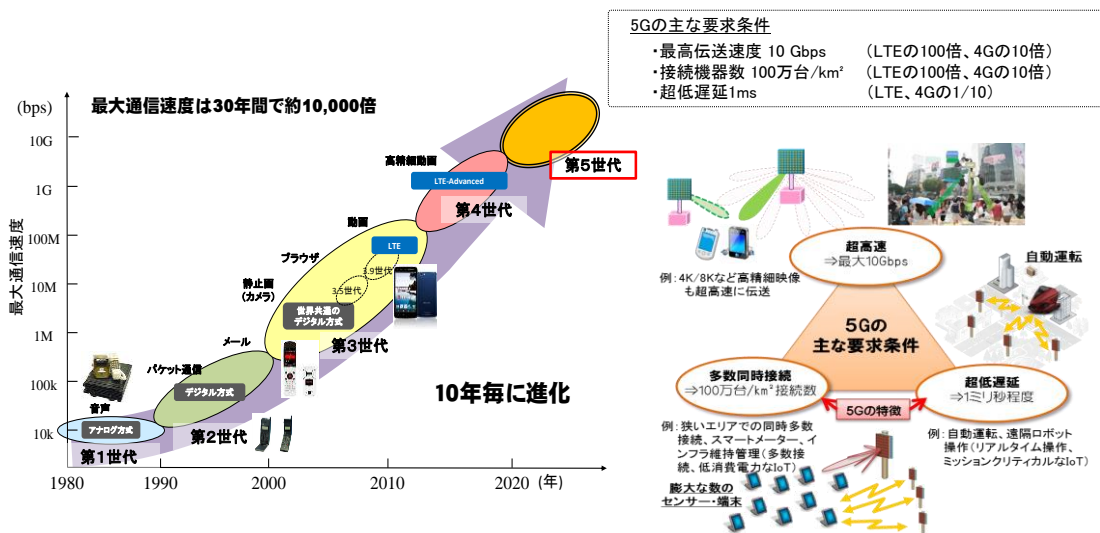 5Gの主な要求条件
・最高伝送速度 10 Gbps （LTEの100倍、4Gの10倍）
・接続機器数 100万台/km² （LTEの100倍、4Gの10倍）
・超低遅延1ms （LTE、4Gの1/10）
(bps)
最大通信速度は30年間で約10,000倍
最大通信速度
10G
1G
100M
10M
1M
100k
10k
第5世代
高精細動画
LTE-Advanced
第4世代
動画
LTE
ブラウザ
3.9世代
3.5世代
静止画
(カメラ)
世界共通の
デジタル方式
第3世代
メール
パケット通信
デジタル方式
第2世代
音声
アナログ方式
第1世代
10年毎に進化
1980
1990
2000
2010
2020
(年)
超高速
⇒最大10Gbps
例：4K/8Kなど高精細映像
も超高速に伝送
自動運転
5Gの
主な要求条件
多数同時接続
⇒100万台/km²接続数
5Gの特徴
超低遅延
⇒1ミリ秒程度
例：狭いエリアでの同時多数
接続、スマートメーター、イ
ンフラ維持管理(多数接
続、低消費電力なIoT)
例：自動運転、遠隔ロボット
操作(リアルタイム操作、
ミッションクリティカルなIoT)
膨大な数の
センサー・端末